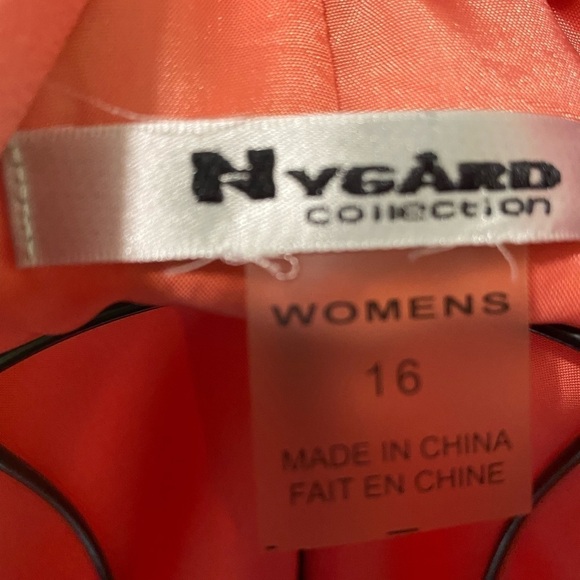 NYGÅRD
Collection
WOMENS
16
MADE IN CHINA
FAIT EN CHINE